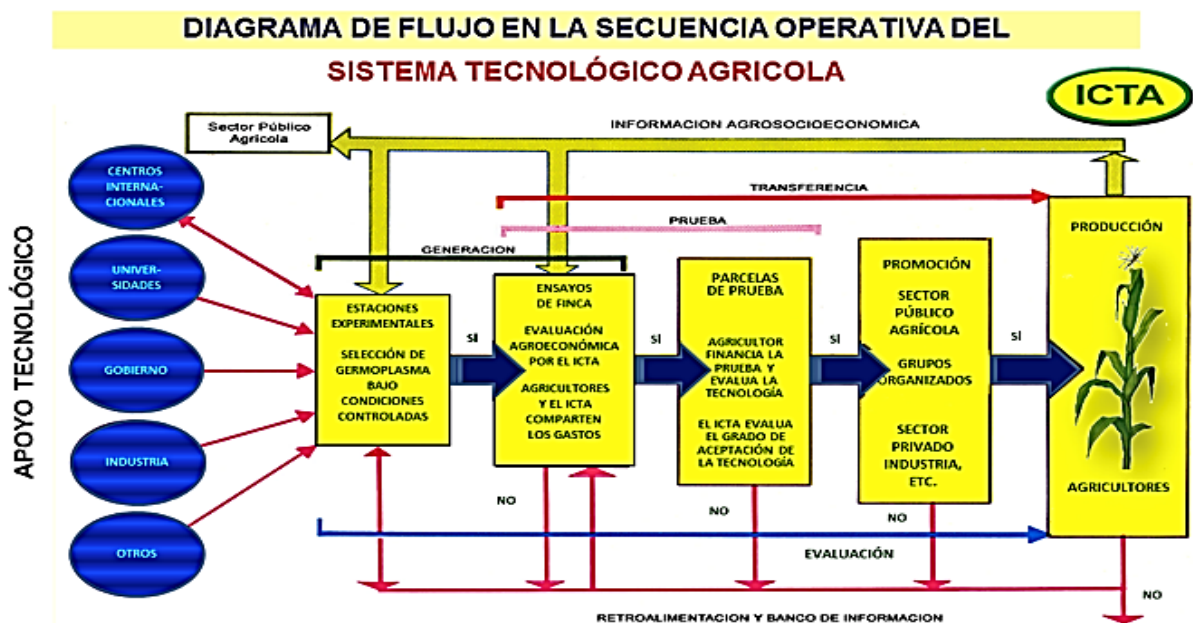 DIAGRAMA DE FLUJO EN LA SECUENCIA OPERATIVA DEL
SISTEMA TECNOLÓGICO AGRICOLA
ICTA
Sector Público
Agrícola
INFORMACION AGROSOCIOECONOMICA
TRANSFERENCIA
PRUEBA
GENERACION
APOYO TECNOLÓGICO
CENTROS
INTERNA-
CIONALES
UNIVER-
SIDADES
GOBIERNO
INDUSTRIA
OTROS
ESTACIONES
EXPERIMENTALES
SELECCIÓN DE
GERMOPLASMA
BAJO
CONDICIONES
CONTROLADAS
SI
ENSAYOS
DE FINCA
EVALUACIÓN
AGROECONÓMICA
POR EL ICTA
AGRICULTORES
Y EL ICTA
COMPARTEN
LOS GASTOS
SI
PARCELAS
DE PRUEBA
AGRICULTOR
FINANCIA LA
PRUEBA Y
EVALUA LA
TECNOLOGÍA
EL ICTA EVALUA
EL GRADO DE
ACEPTACIÓN DE
LA TECNOLOGÍA
SI
PROMOCIÓN
SECTOR
PÚBLICO
AGRÍCOLA
GRUPOS
ORGANIZADOS
SECTOR
PRIVADO
INDUSTRIA,
ETC.
SI
PRODUCCIÓN
AGRICULTORES
NO
NO
NO
NO
EVALUACIÓN
RETROALIMENTACION Y BANCO DE INFORMACION